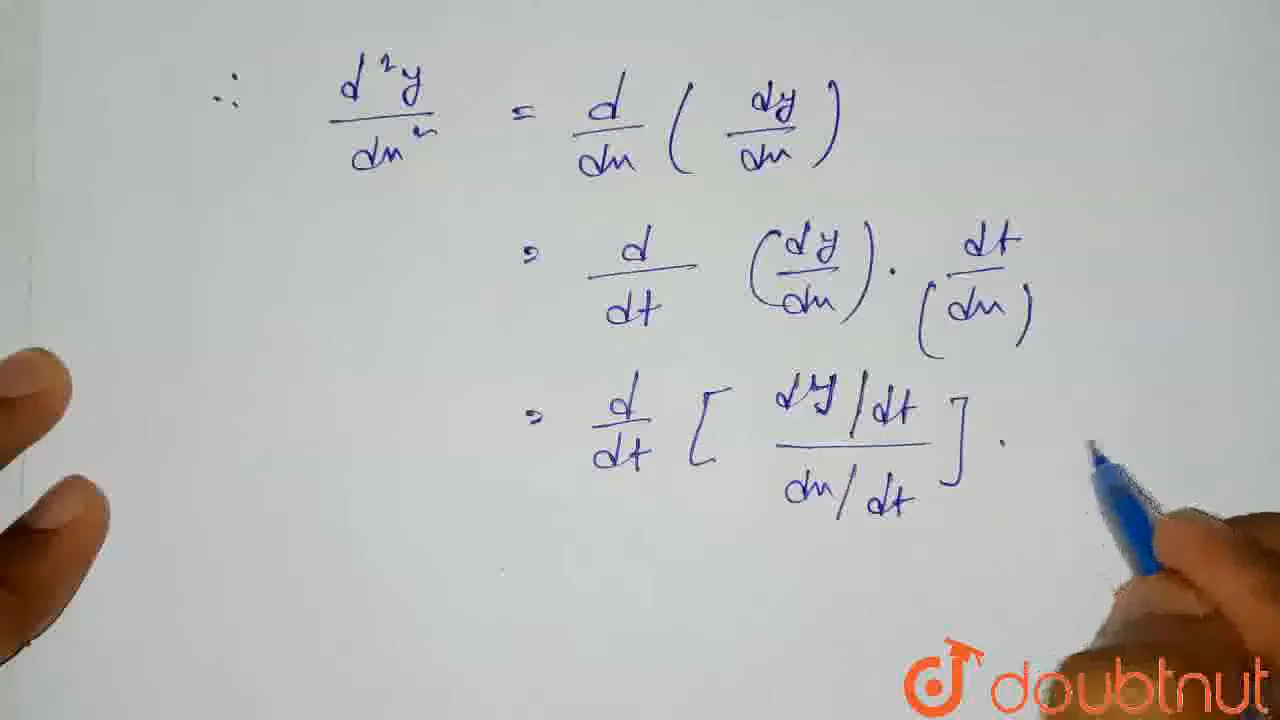 ∴ d²y/dx² = d/dx (dy/dx)
= d/dt (dy/dx) · dt/(dx)
= d/dt [ dy/dt / dx/dt ] ·
doubtnut